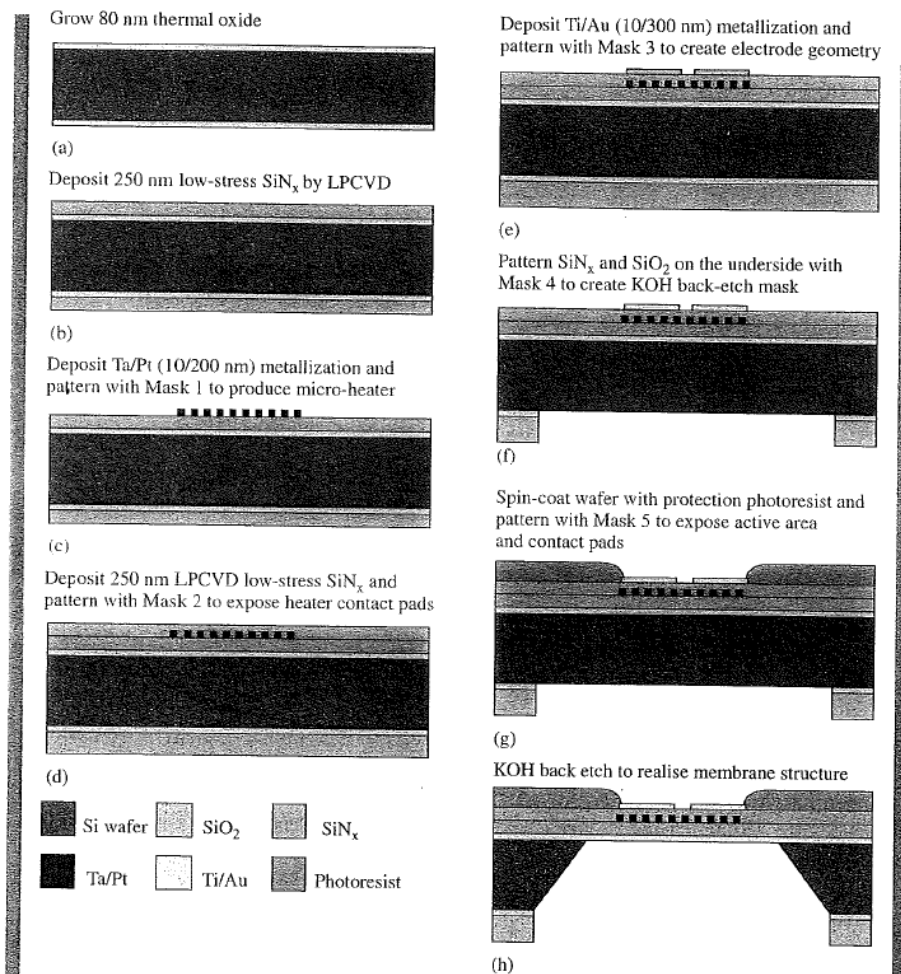 Grow 80 nm thermal oxide
(a)
Deposit 250 nm low-stress SiNₓ by LPCVD
(b)
Deposit Ta/Pt (10/200 nm) metallization and
pattern with Mask 1 to produce micro-heater
(c)
Deposit 250 nm LPCVD low-stress SiNₓ and
pattern with Mask 2 to expose heater contact pads
(d)
Si wafer
SiO₂
SiNₓ
Ta/Pt
Ti/Au
Photoresist
Deposit Ti/Au (10/300 nm) metallization and
pattern with Mask 3 to create electrode geometry
(e)
Pattern SiNₓ and SiO₂ on the underside with
Mask 4 to create KOH back-etch mask
(f)
Spin-coat wafer with protection photoresist and
pattern with Mask 5 to expose active area
and contact pads
(g)
KOH back etch to realise membrane structure
(h)